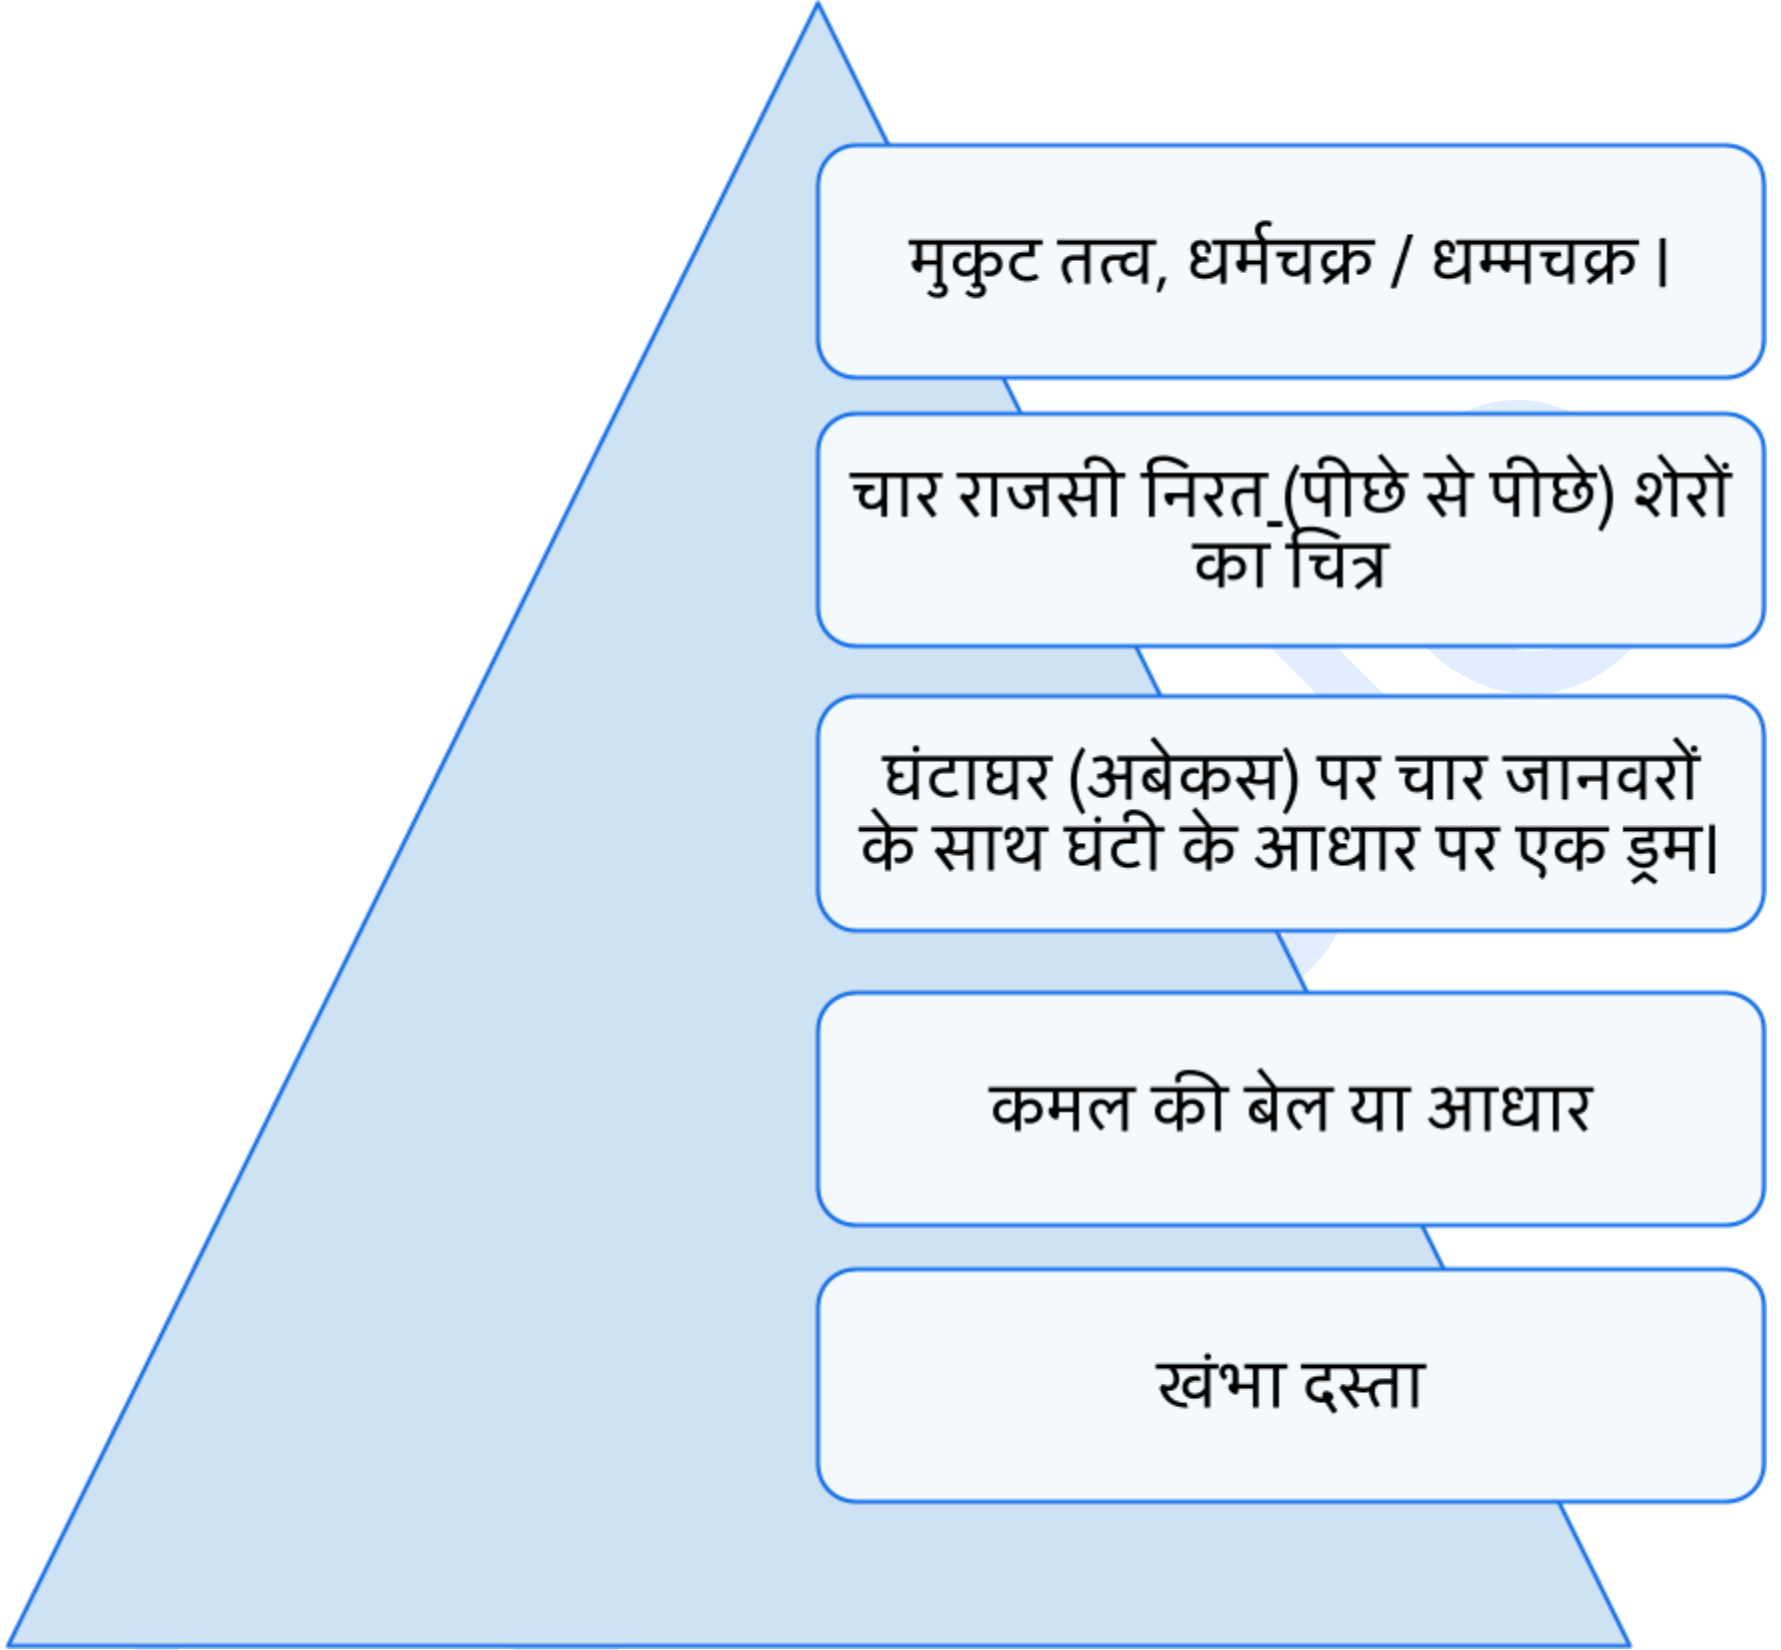 मुकुट तत्व, धर्मचक्र / धम्मचक्र ।
चार राजसी निरत (पीछे से पीछे) शेरों
का चित्र
घंटाघर (अबेकस) पर चार जानवरों
के साथ घंटी के आधार पर एक ड्रम।
कमल की बेल या आधार
खंभा दस्ता